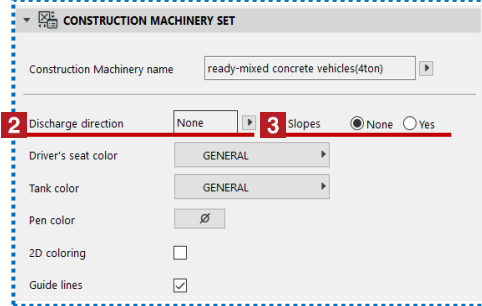 CONSTRUCTION MACHINERY SET
Construction Machinery name ready-mixed concrete vehicles(4ton)
2 Discharge direction None 3 Slopes None Yes
Driver's seat color GENERAL
Tank color GENERAL
Pen color
2D coloring
Guide lines